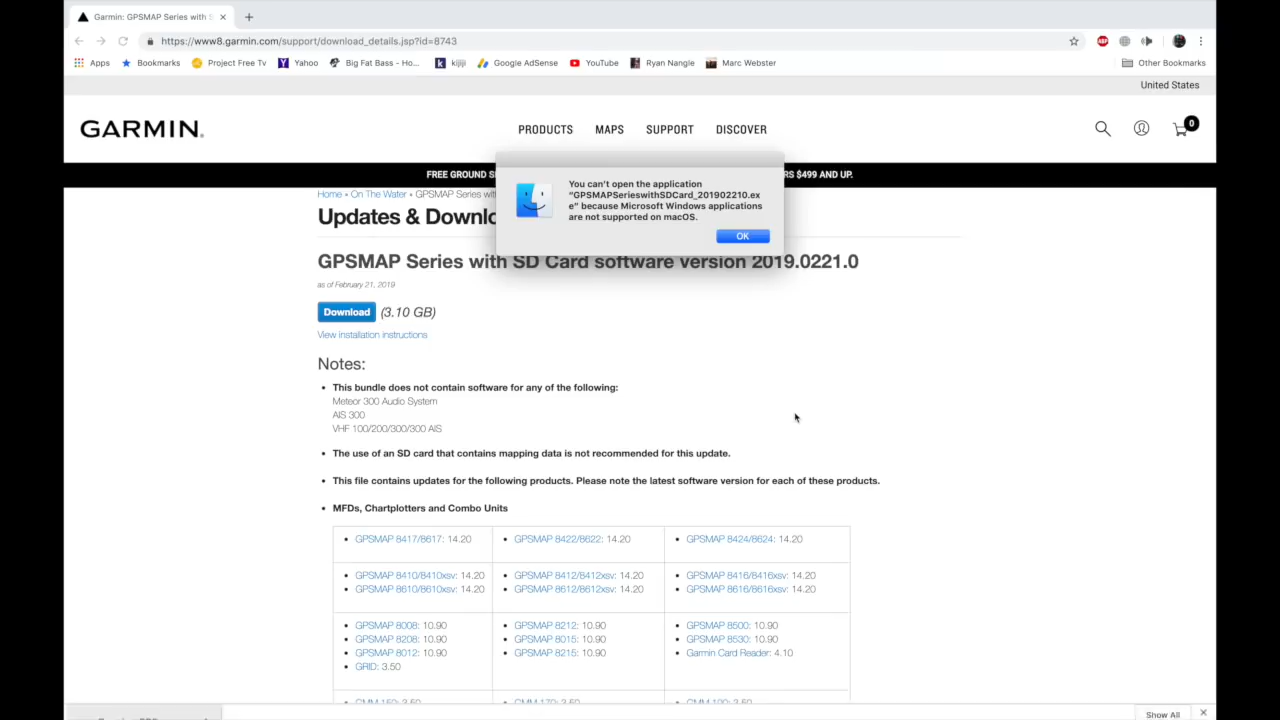 Garmin: GPSMAP Series with S
https://www8.garmin.com/support/download_details.jsp?id=8743
ABP
Apps Bookmarks Project Free Tv Yahoo Big Fat Bass - Ho... kijiji Google AdSense YouTube Ryan Nangle Marc Webster Other Bookmarks
United States
GARMIN.
PRODUCTS MAPS SUPPORT DISCOVER
0
FREE GROUND S
RS $499 AND UP.
You can't open the application
"GPSMAPSerieswithSDCard_201902210.ex
e" because Microsoft Windows applications
are not supported on macOS.
OK
Home » On The Water » GPSMAP Series wit
Updates & Downlo
GPSMAP Series with SD Card software version 2019.0221.0
as of February 21, 2019
Download (3.10 GB)
View installation instructions
Notes:
• This bundle does not contain software for any of the following:
Meteor 300 Audio System
AIS 300
VHF 100/200/300/300 AIS
• The use of an SD card that contains mapping data is not recommended for this update.
• This file contains updates for the following products. Please note the latest software version for each of these products.
• MFDs, Chartplotters and Combo Units
• GPSMAP 8417/8617: 14.20 • GPSMAP 8422/8622: 14.20 • GPSMAP 8424/8624: 14.20
• GPSMAP 8410/8410xsv: 14.20 • GPSMAP 8412/8412xsv: 14.20 • GPSMAP 8416/8416xsv: 14.20
• GPSMAP 8610/8610xsv: 14.20 • GPSMAP 8612/8612xsv: 14.20 • GPSMAP 8616/8616xsv: 14.20
• GPSMAP 8008: 10.90 • GPSMAP 8212: 10.90 • GPSMAP 8500: 10.90
• GPSMAP 8208: 10.90 • GPSMAP 8015: 10.90 • GPSMAP 8530: 10.90
• GPSMAP 8012: 10.90 • GPSMAP 8215: 10.90 • Garmin Card Reader: 4.10
• GRID: 3.50
Show All